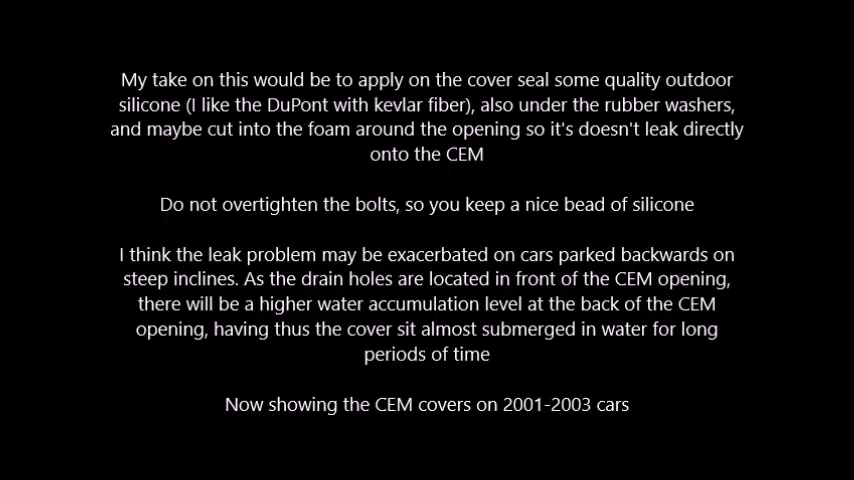 My take on this would be to apply on the cover seal some quality outdoor
silicone (I like the DuPont with kevlar fiber), also under the rubber washers,
and maybe cut into the foam around the opening so it's doesn't leak directly
onto the CEM
Do not overtighten the bolts, so you keep a nice bead of silicone
I think the leak problem may be exacerbated on cars parked backwards on
steep inclines. As the drain holes are located in front of the CEM opening,
there will be a higher water accumulation level at the back of the CEM
opening, having thus the cover sit almost submerged in water for long
periods of time
Now showing the CEM covers on 2001-2003 cars